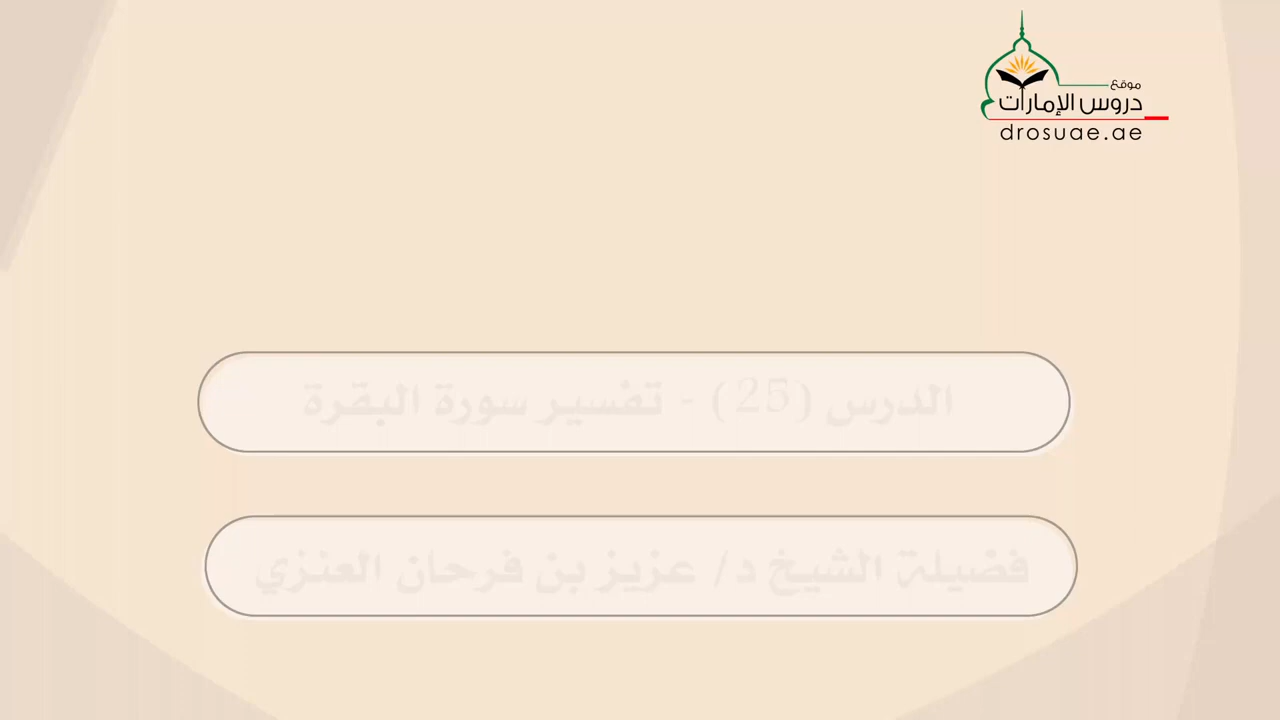 موقع
دروس الإمارات
drosuae.ae
الدرس (25) - تفسير سورة البقرة
فضيلة الشيخ د/ عزيز بن فرحان العنزي